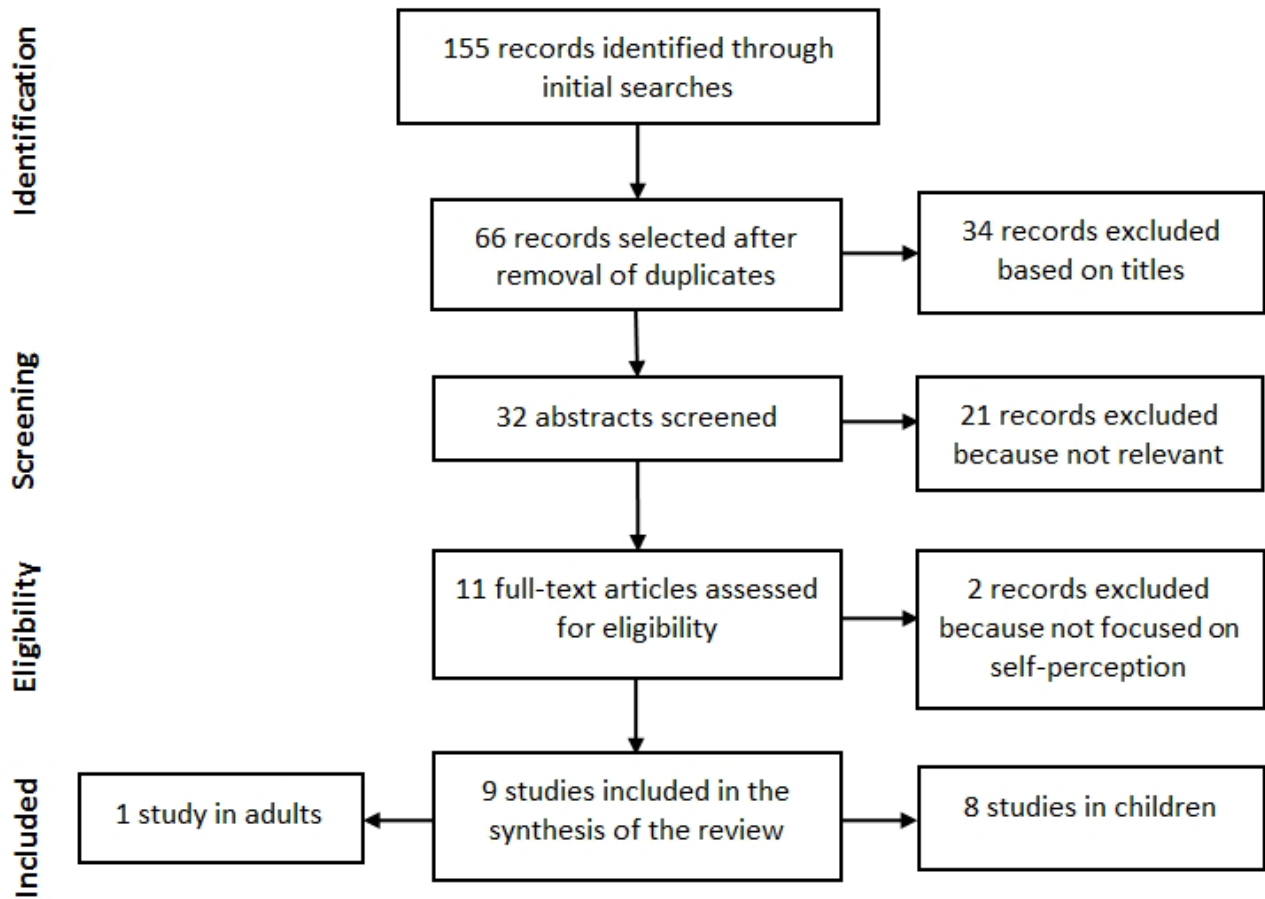 Identification
155 records identified through
initial searches
66 records selected after
removal of duplicates
34 records excluded
based on titles
Screening
32 abstracts screened
21 records excluded
because not relevant
Eligibility
11 full-text articles assessed
for eligibility
2 records excluded
because not focused on
self-perception
Included
1 study in adults
9 studies included in the
synthesis of the review
8 studies in children